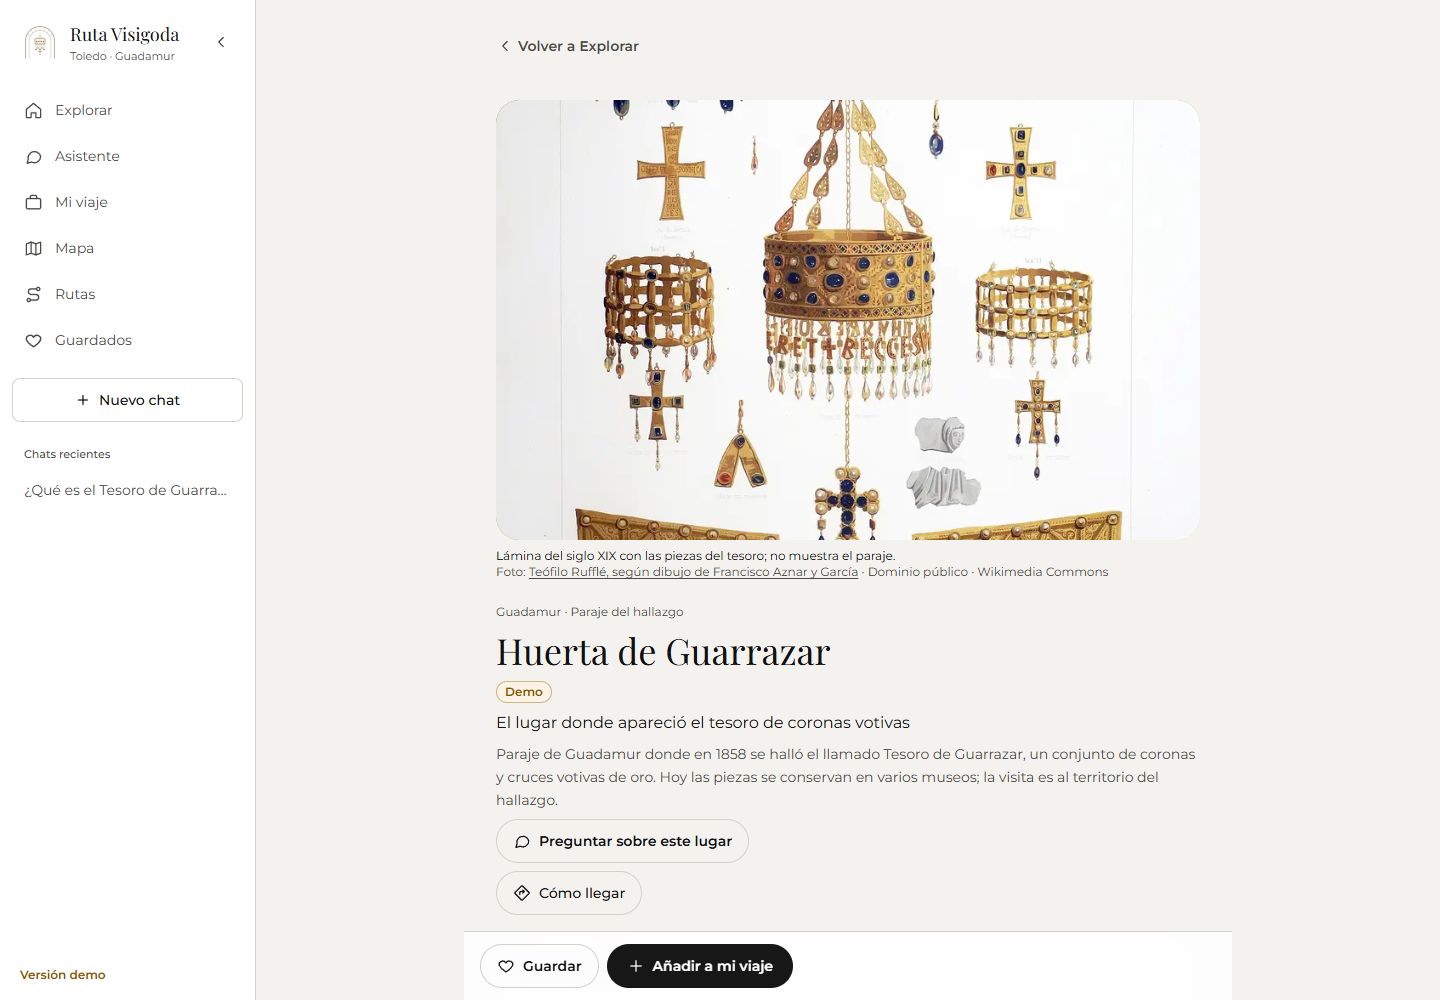 Ruta Visigoda
Toledo · Guadamur
Explorar
Asistente
Mi viaje
Mapa
Rutas
Guardados
Nuevo chat
Chats recientes
¿Qué es el Tesoro de Guarra...
Versión demo
Volver a Explorar
Lámina del siglo XIX con las piezas del tesoro; no muestra el paraje.
Foto: Teófilo Rufflé, según dibujo de Francisco Aznar y García · Dominio público · Wikimedia Commons
Guadamur · Paraje del hallazgo
Huerta de Guarrazar
Demo
El lugar donde apareció el tesoro de coronas votivas
Paraje de Guadamur donde en 1858 se halló el llamado Tesoro de Guarrazar, un conjunto de coronas
y cruces votivas de oro. Hoy las piezas se conservan en varios museos; la visita es al territorio del
hallazgo.
Preguntar sobre este lugar
Cómo llegar
Guardar
Añadir a mi viaje